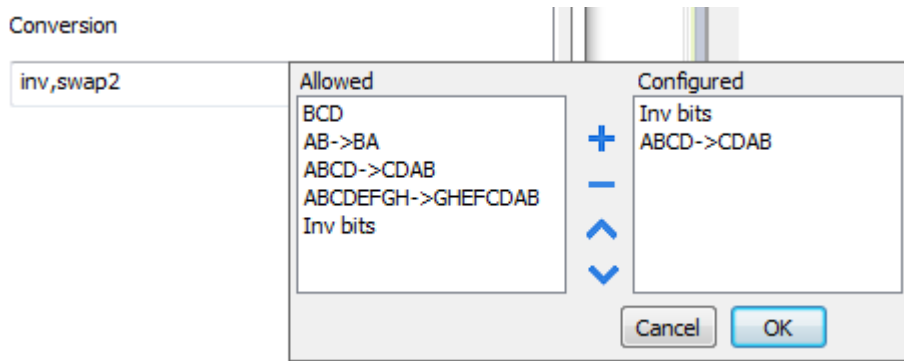 Conversion
inv,swap2
Allowed
BCD
AB->BA
ABCD->CDAB
ABCDEFGH->GHEFCDAB
Inv bits
Configured
Inv bits
ABCD->CDAB
Cancel
OK